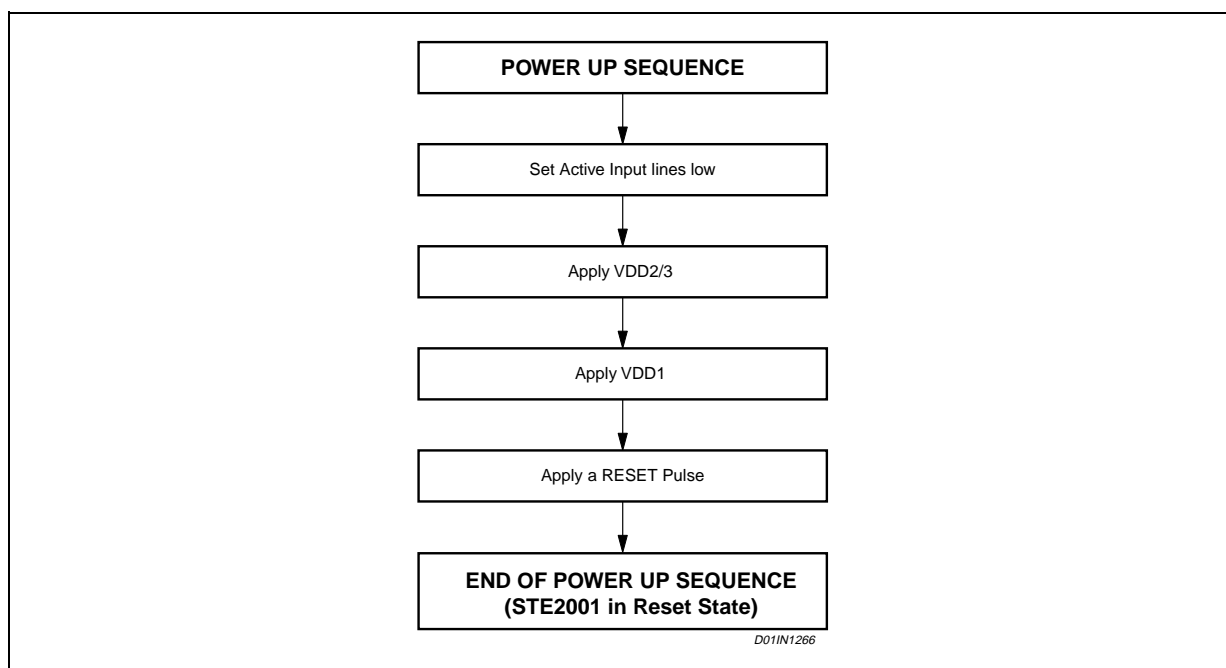 POWER UP SEQUENCE
Set Active Input lines low
Apply VDD2/3
Apply VDD1
Apply a RESET Pulse
END OF POWER UP SEQUENCE
(STE2001 in Reset State)
D01IN1266